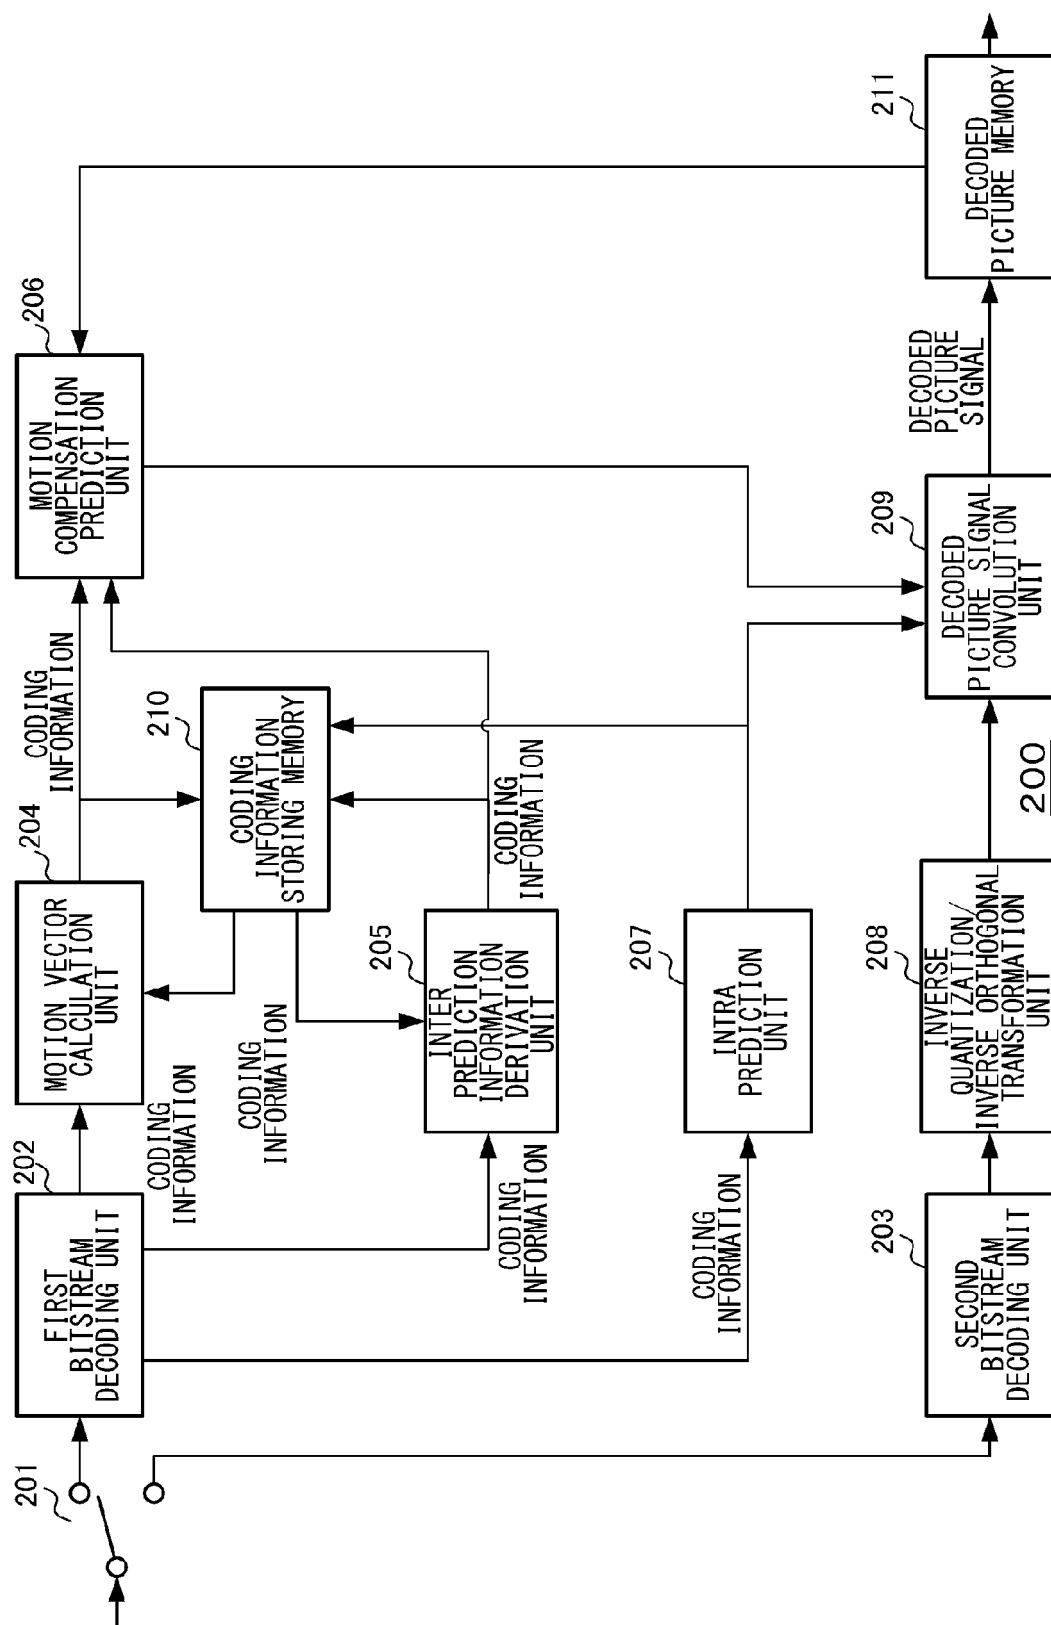 201
FIRST
BITSTREAM
DECODING UNIT
202
CODING
INFORMATION
MOTION VECTOR
CALCULATION
UNIT
204
CODING
INFORMATION
MOTION
COMPENSATION
PREDICTION
UNIT
206
CODING
INFORMATION
STORING MEMORY
210
CODING
INFORMATION
CODING
INFORMATION
INTER
PREDICTION
INFORMATION
DERIVATION
UNIT
205
CODING
INFORMATION
CODING
INFORMATION
INTRA
PREDICTION
UNIT
207
SECOND
BITSTREAM
DECODING UNIT
203
INVERSE
QUANTIZATION/
INVERSE ORTHOGONAL
TRANSFORMATION
UNIT
208
DECODED
PICTURE SIGNAL
CONVOLUTION
UNIT
209
DECODED
PICTURE
SIGNAL
DECODED
PICTURE MEMORY
211
200